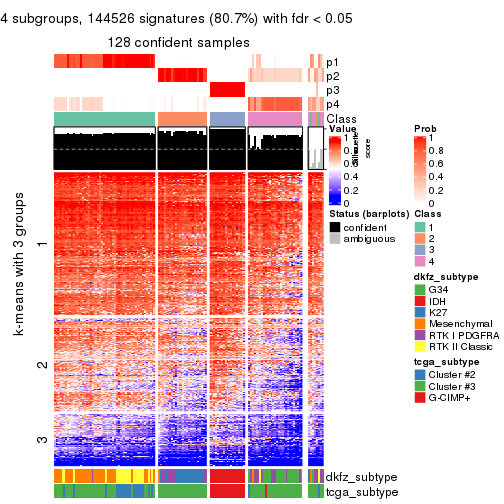 4 subgroups, 144526 signatures (80.7%) with fdr < 0.05
128 confident samples
p1
p2
p3
p4
Class
Silhouette
score
k-means with 3 groups
1
2
3
dkfz_subtype
tcga_subtype
Value
1
0.8
0.6
0.4
0.2
0
Status (barplots)
confident
ambiguous
Prob
1
0.8
0.6
0.4
0.2
0
Class
1
2
3
4
dkfz_subtype
G34
IDH
K27
Mesenchymal
RTK I PDGFRA
RTK II Classic
tcga_subtype
Cluster #2
Cluster #3
G-CIMP+